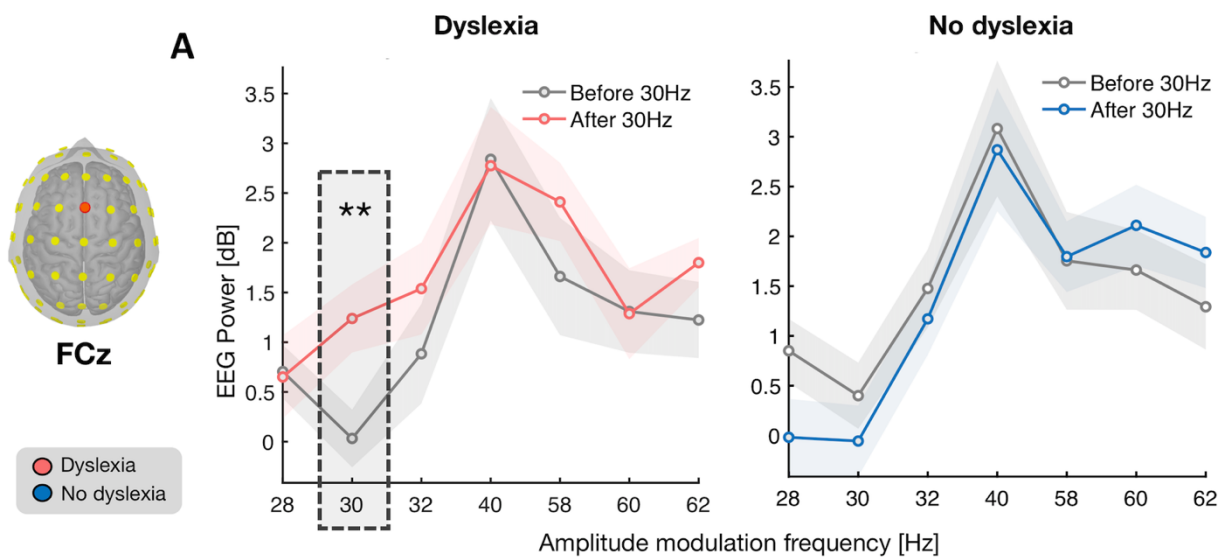 A
Dyslexia
No dyslexia
Before 30Hz
After 30Hz
Before 30Hz
After 30Hz
**
EEG Power [dB]
3.5
3
2.5
2
1.5
1
0.5
0
28 30 32 40 58 60 62
3.5
3
2.5
2
1.5
1
0.5
0
28 30 32 40 58 60 62
Amplitude modulation frequency [Hz]
FCz
Dyslexia
No dyslexia